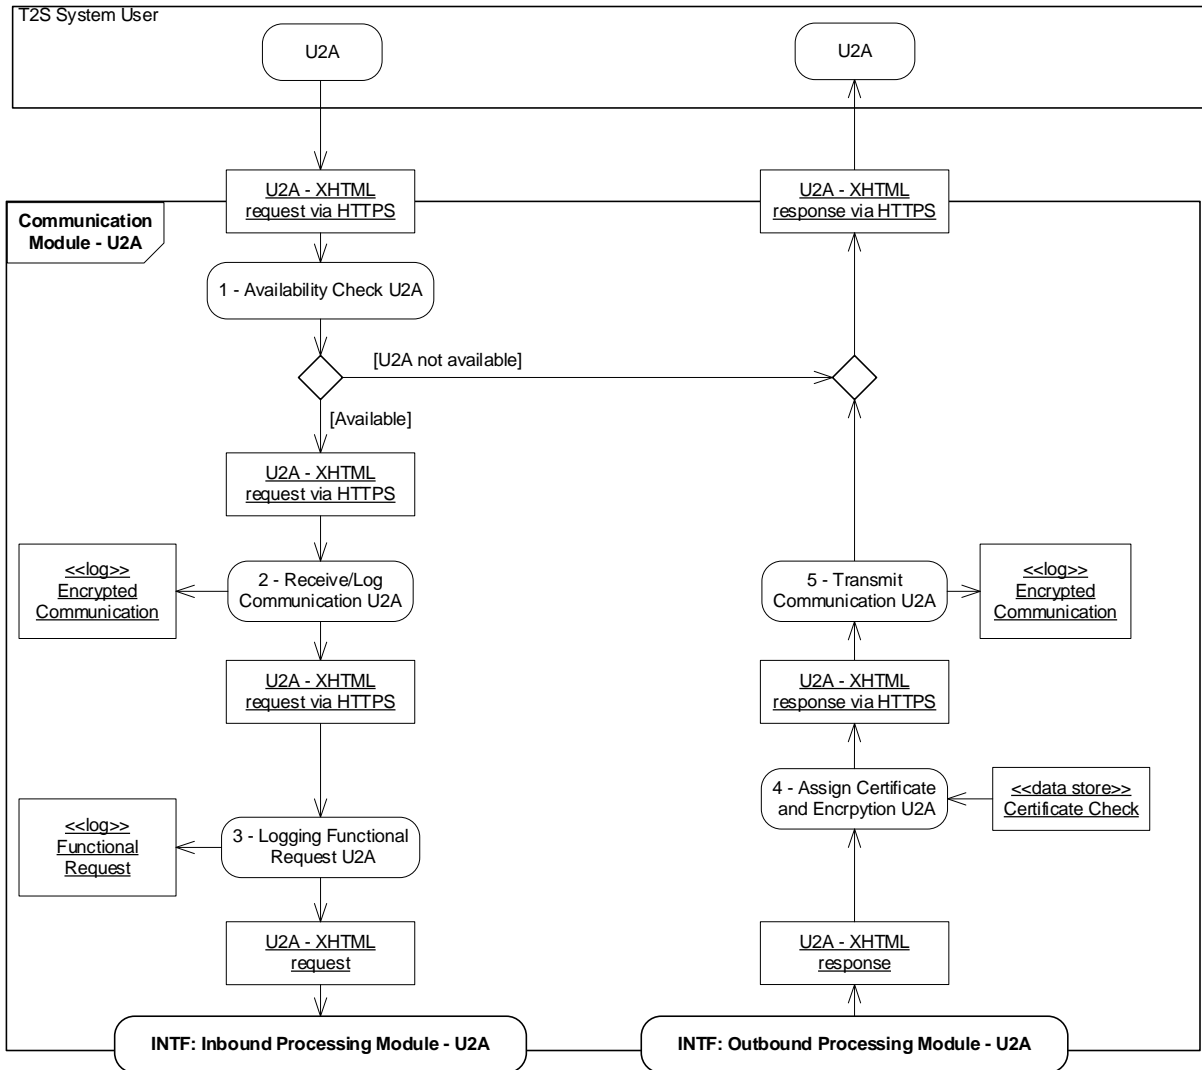 T2S System User
U2A
U2A
U2A - XHTML
request via HTTPS
U2A - XHTML
response via HTTPS
Communication
Module - U2A
1 - Availability Check U2A
[U2A not available]
[Available]
U2A - XHTML
request via HTTPS
<<log>>
Encrypted
Communication
2 - Receive/Log
Communication U2A
5 - Transmit
Communication U2A
<<log>>
Encrypted
Communication
U2A - XHTML
request via HTTPS
U2A - XHTML
response via HTTPS
4 - Assign Certificate
and Encrpytion U2A
<<data store>>
Certificate Check
<<log>>
Functional
Request
3 - Logging Functional
Request U2A
U2A - XHTML
request
U2A - XHTML
response
INTF: Inbound Processing Module - U2A
INTF: Outbound Processing Module - U2A